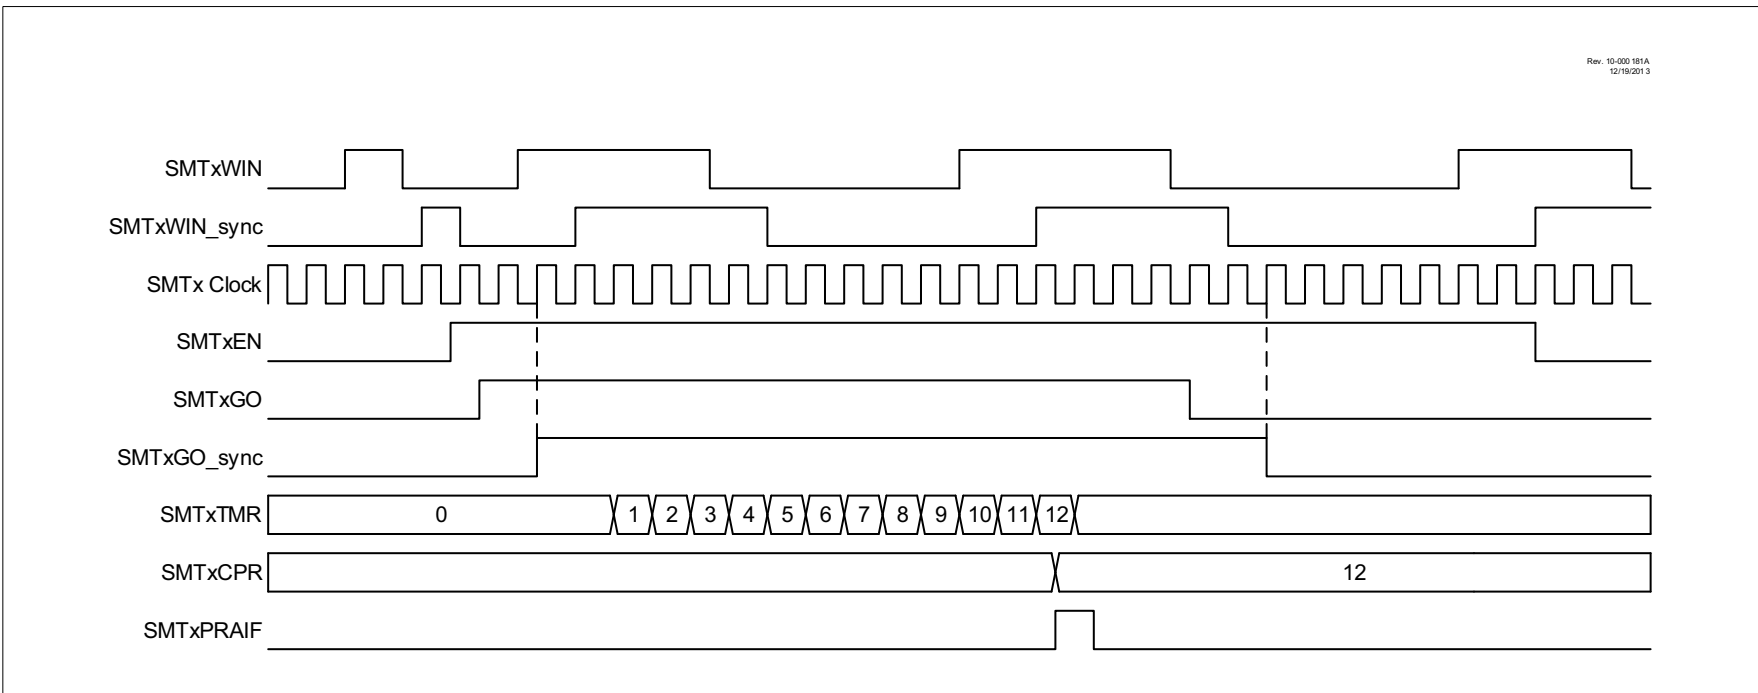 Rev. 10-000 181A
12/19/201 3
SMTxWIN
SMTxWIN_sync
SMTx Clock
SMTxEN
SMTxGO
SMTxGO_sync
SMTxTMR 0 1 2 3 4 5 6 7 8 9 10 11 12
SMTxCPR 12
SMTxPRAIF